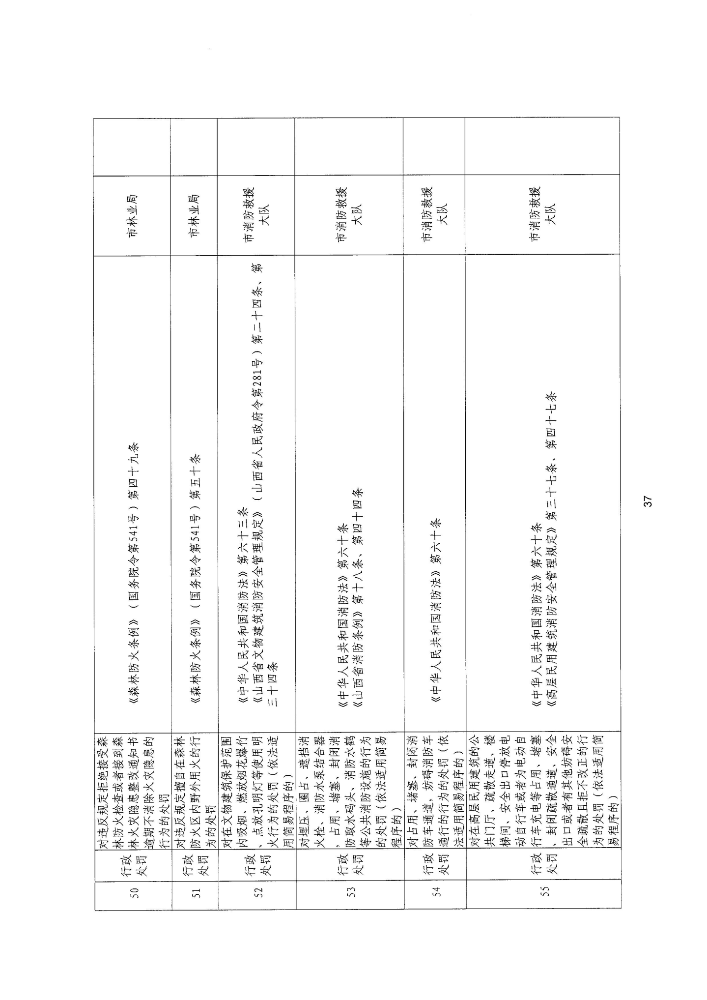 50
行政
处罚
对违反规定拒绝接受森
林防火检查或者接到森
林火灾隐患整改通知书
逾期不消除火灾隐患的
行为的处罚
《森林防火条例》（国务院令第541号）第四十九条
市林业局
51
行政
处罚
对违反规定擅自在森林
防火区内野外用火的行
为的处罚
《森林防火条例》（国务院令第541号）第五十条
市林业局
52
行政
处罚
对在文物建筑保护范围
内吸烟、燃放烟花爆竹
、点放孔明灯等使用明
火行为的处罚（依法适
用简易程序的）
《中华人民共和国消防法》第六十三条
《山西省文物建筑消防安全管理规定》（山西省人民政府令第281号）第二十四条、第
三十四条
市消防救援
大队
53
行政
处罚
对埋压、圈占、遮挡消
火栓、消防水泵结合器
，占用、堵塞、封闭消
防取水码头、消防水鹤
等公共消防设施的行为
的处罚（依法适用简易
程序的）
《中华人民共和国消防法》第六十条
《山西省消防条例》第十八条、第四十四条
市消防救援
大队
54
行政
处罚
对占用、堵塞、封闭消
防车通道，妨碍消防车
通行的行为的处罚（依
法适用简易程序的）
《中华人民共和国消防法》第六十条
市消防救援
大队
55
行政
处罚
对在高层民用建筑的公
共门厅、疏散走道、楼
梯间、安全出口停放电
动自行车或者为电动自
行车充电等占用、堵塞
、封闭疏散通道、安全
出口或者有其他妨碍安
全疏散且拒不改正的行
为的处罚（依法适用简
易程序的）
《中华人民共和国消防法》第六十条
《高层民用建筑消防安全管理规定》第三十七条、第四十七条
市消防救援
大队
37